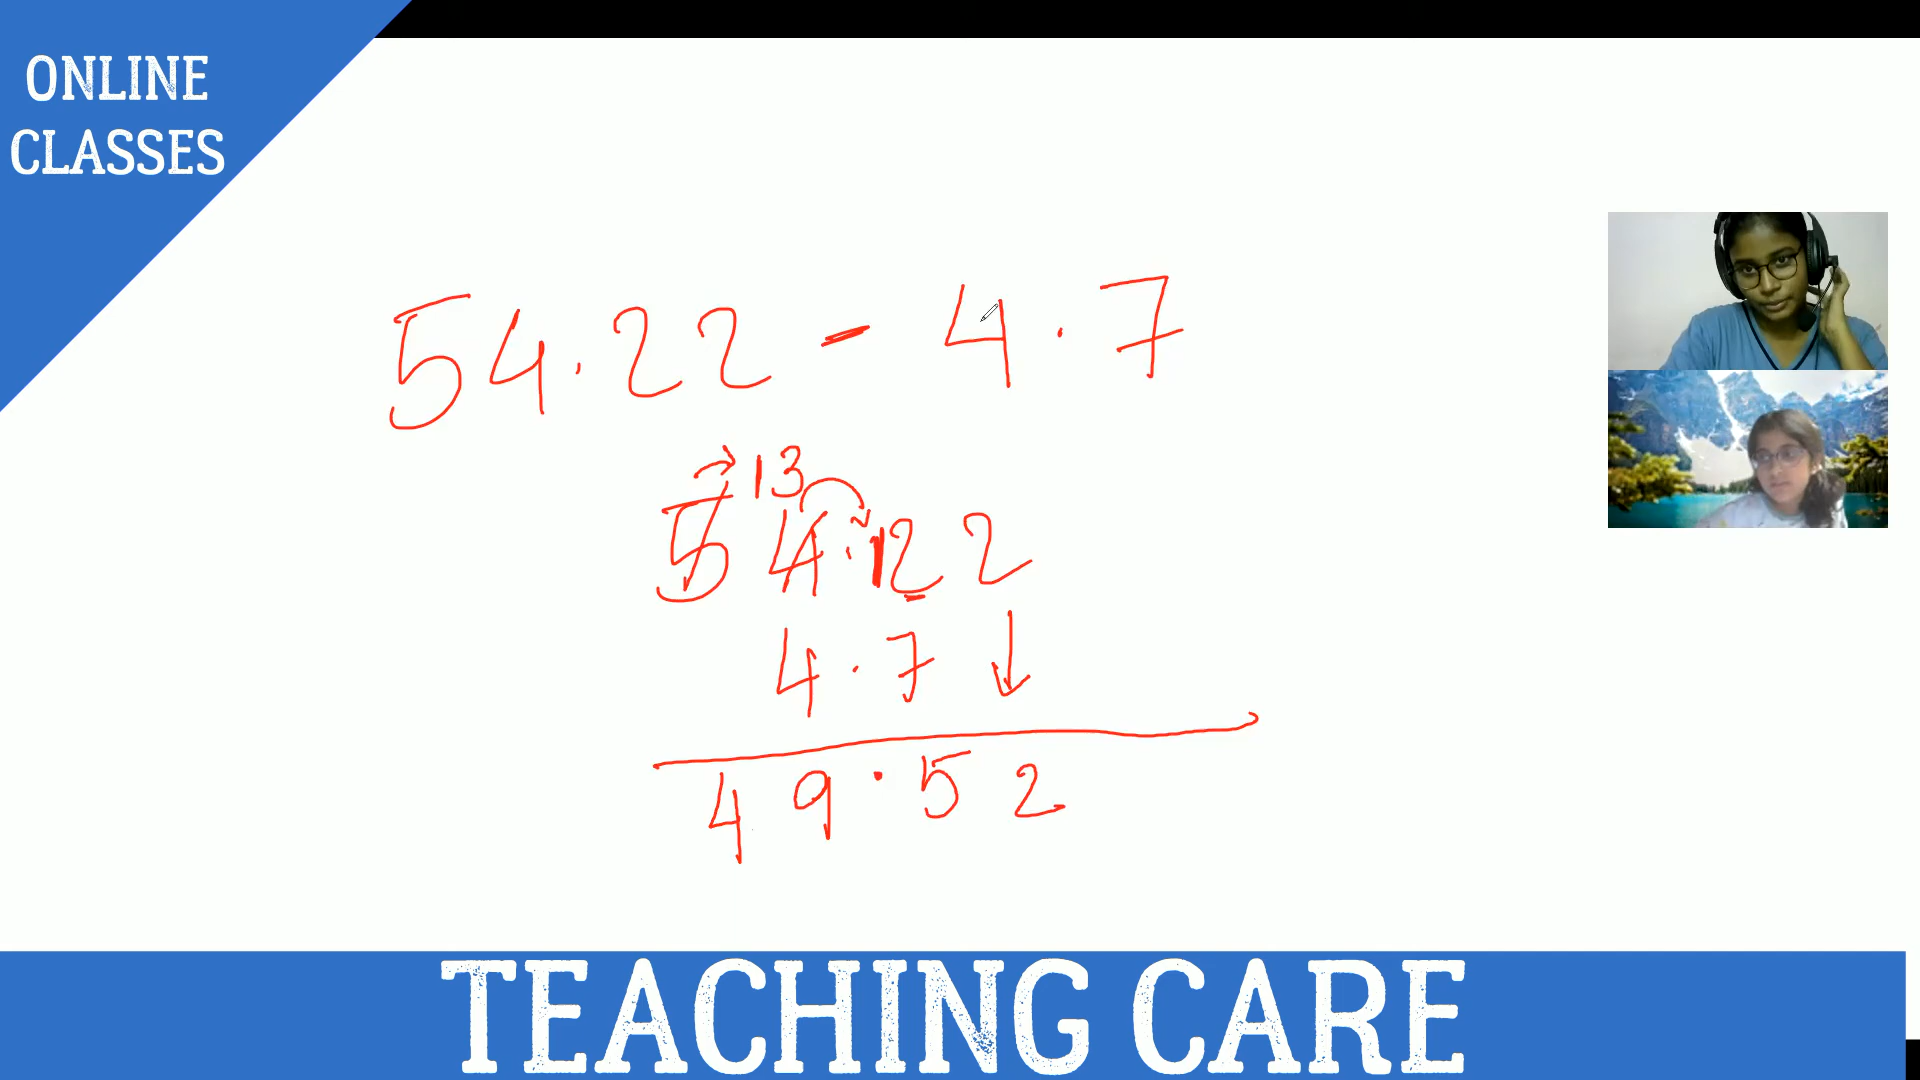 ONLINE
CLASSES
54.22 - 4.7
13
54.122
4.7
49.52
TEACHING CARE